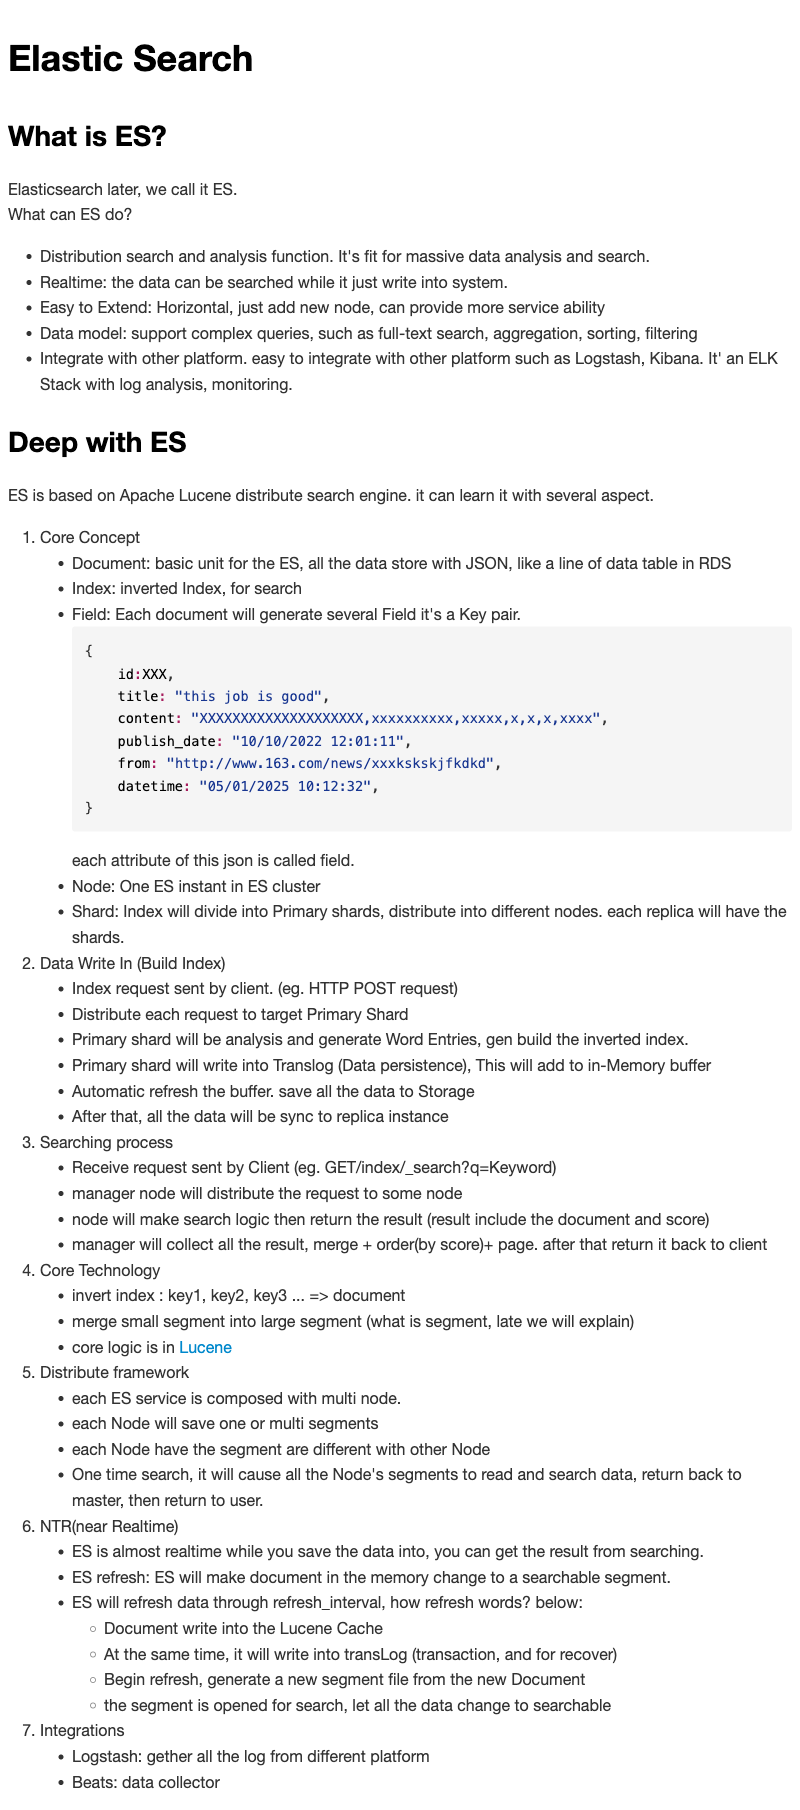 Elastic Search
What is ES?
Elasticsearch later, we call it ES.
What can ES do?
• Distribution search and analysis function. It's fit for massive data analysis and search.
• Realtime: the data can be searched while it just write into system.
• Easy to Extend: Horizontal, just add new node, can provide more service ability
• Data model: support complex queries, such as full-text search, aggregation, sorting, filtering
• Integrate with other platform. easy to integrate with other platform such as Logstash, Kibana. It' an ELK
Stack with log analysis, monitoring.
Deep with ES
ES is based on Apache Lucene distribute search engine. it can learn it with several aspect.
1. Core Concept
• Document: basic unit for the ES, all the data store with JSON, like a line of data table in RDS
• Index: inverted Index, for search
• Field: Each document will generate several Field it's a Key pair.
{
id:XXX,
title: "this job is good",
content: "XXXXXXXXXXXXXXXXXXXX,xxxxxxxxxx,xxxxx,x,x,x,xxxx",
publish_date: "10/10/2022 12:01:11",
from: "http://www.163.com/news/xxxkskskjfkdkd",
datetime: "05/01/2025 10:12:32",
}
each attribute of this json is called field.
• Node: One ES instant in ES cluster
• Shard: Index will divide into Primary shards, distribute into different nodes. each replica will have the
shards.
2. Data Write In (Build Index)
• Index request sent by client. (eg. HTTP POST request)
• Distribute each request to target Primary Shard
• Primary shard will be analysis and generate Word Entries, gen build the inverted index.
• Primary shard will write into Translog (Data persistence), This will add to in-Memory buffer
• Automatic refresh the buffer. save all the data to Storage
• After that, all the data will be sync to replica instance
3. Searching process
• Receive request sent by Client (eg. GET/index/_search?q=Keyword)
• manager node will distribute the request to some node
• node will make search logic then return the result (result include the document and score)
• manager will collect all the result, merge + order(by score)+ page. after that return it back to client
4. Core Technology
• invert index : key1, key2, key3 ... => document
• merge small segment into large segment (what is segment, late we will explain)
• core logic is in Lucene
5. Distribute framework
• each ES service is composed with multi node.
• each Node will save one or multi segments
• each Node have the segment are different with other Node
• One time search, it will cause all the Node's segments to read and search data, return back to
master, then return to user.
6. NTR(near Realtime)
• ES is almost realtime while you save the data into, you can get the result from searching.
• ES refresh: ES will make document in the memory change to a searchable segment.
• ES will refresh data through refresh_interval, how refresh words? below:
◦ Document write into the Lucene Cache
◦ At the same time, it will write into transLog (transaction, and for recover)
◦ Begin refresh, generate a new segment file from the new Document
◦ the segment is opened for search, let all the data change to searchable
7. Integrations
• Logstash: gether all the log from different platform
• Beats: data collector